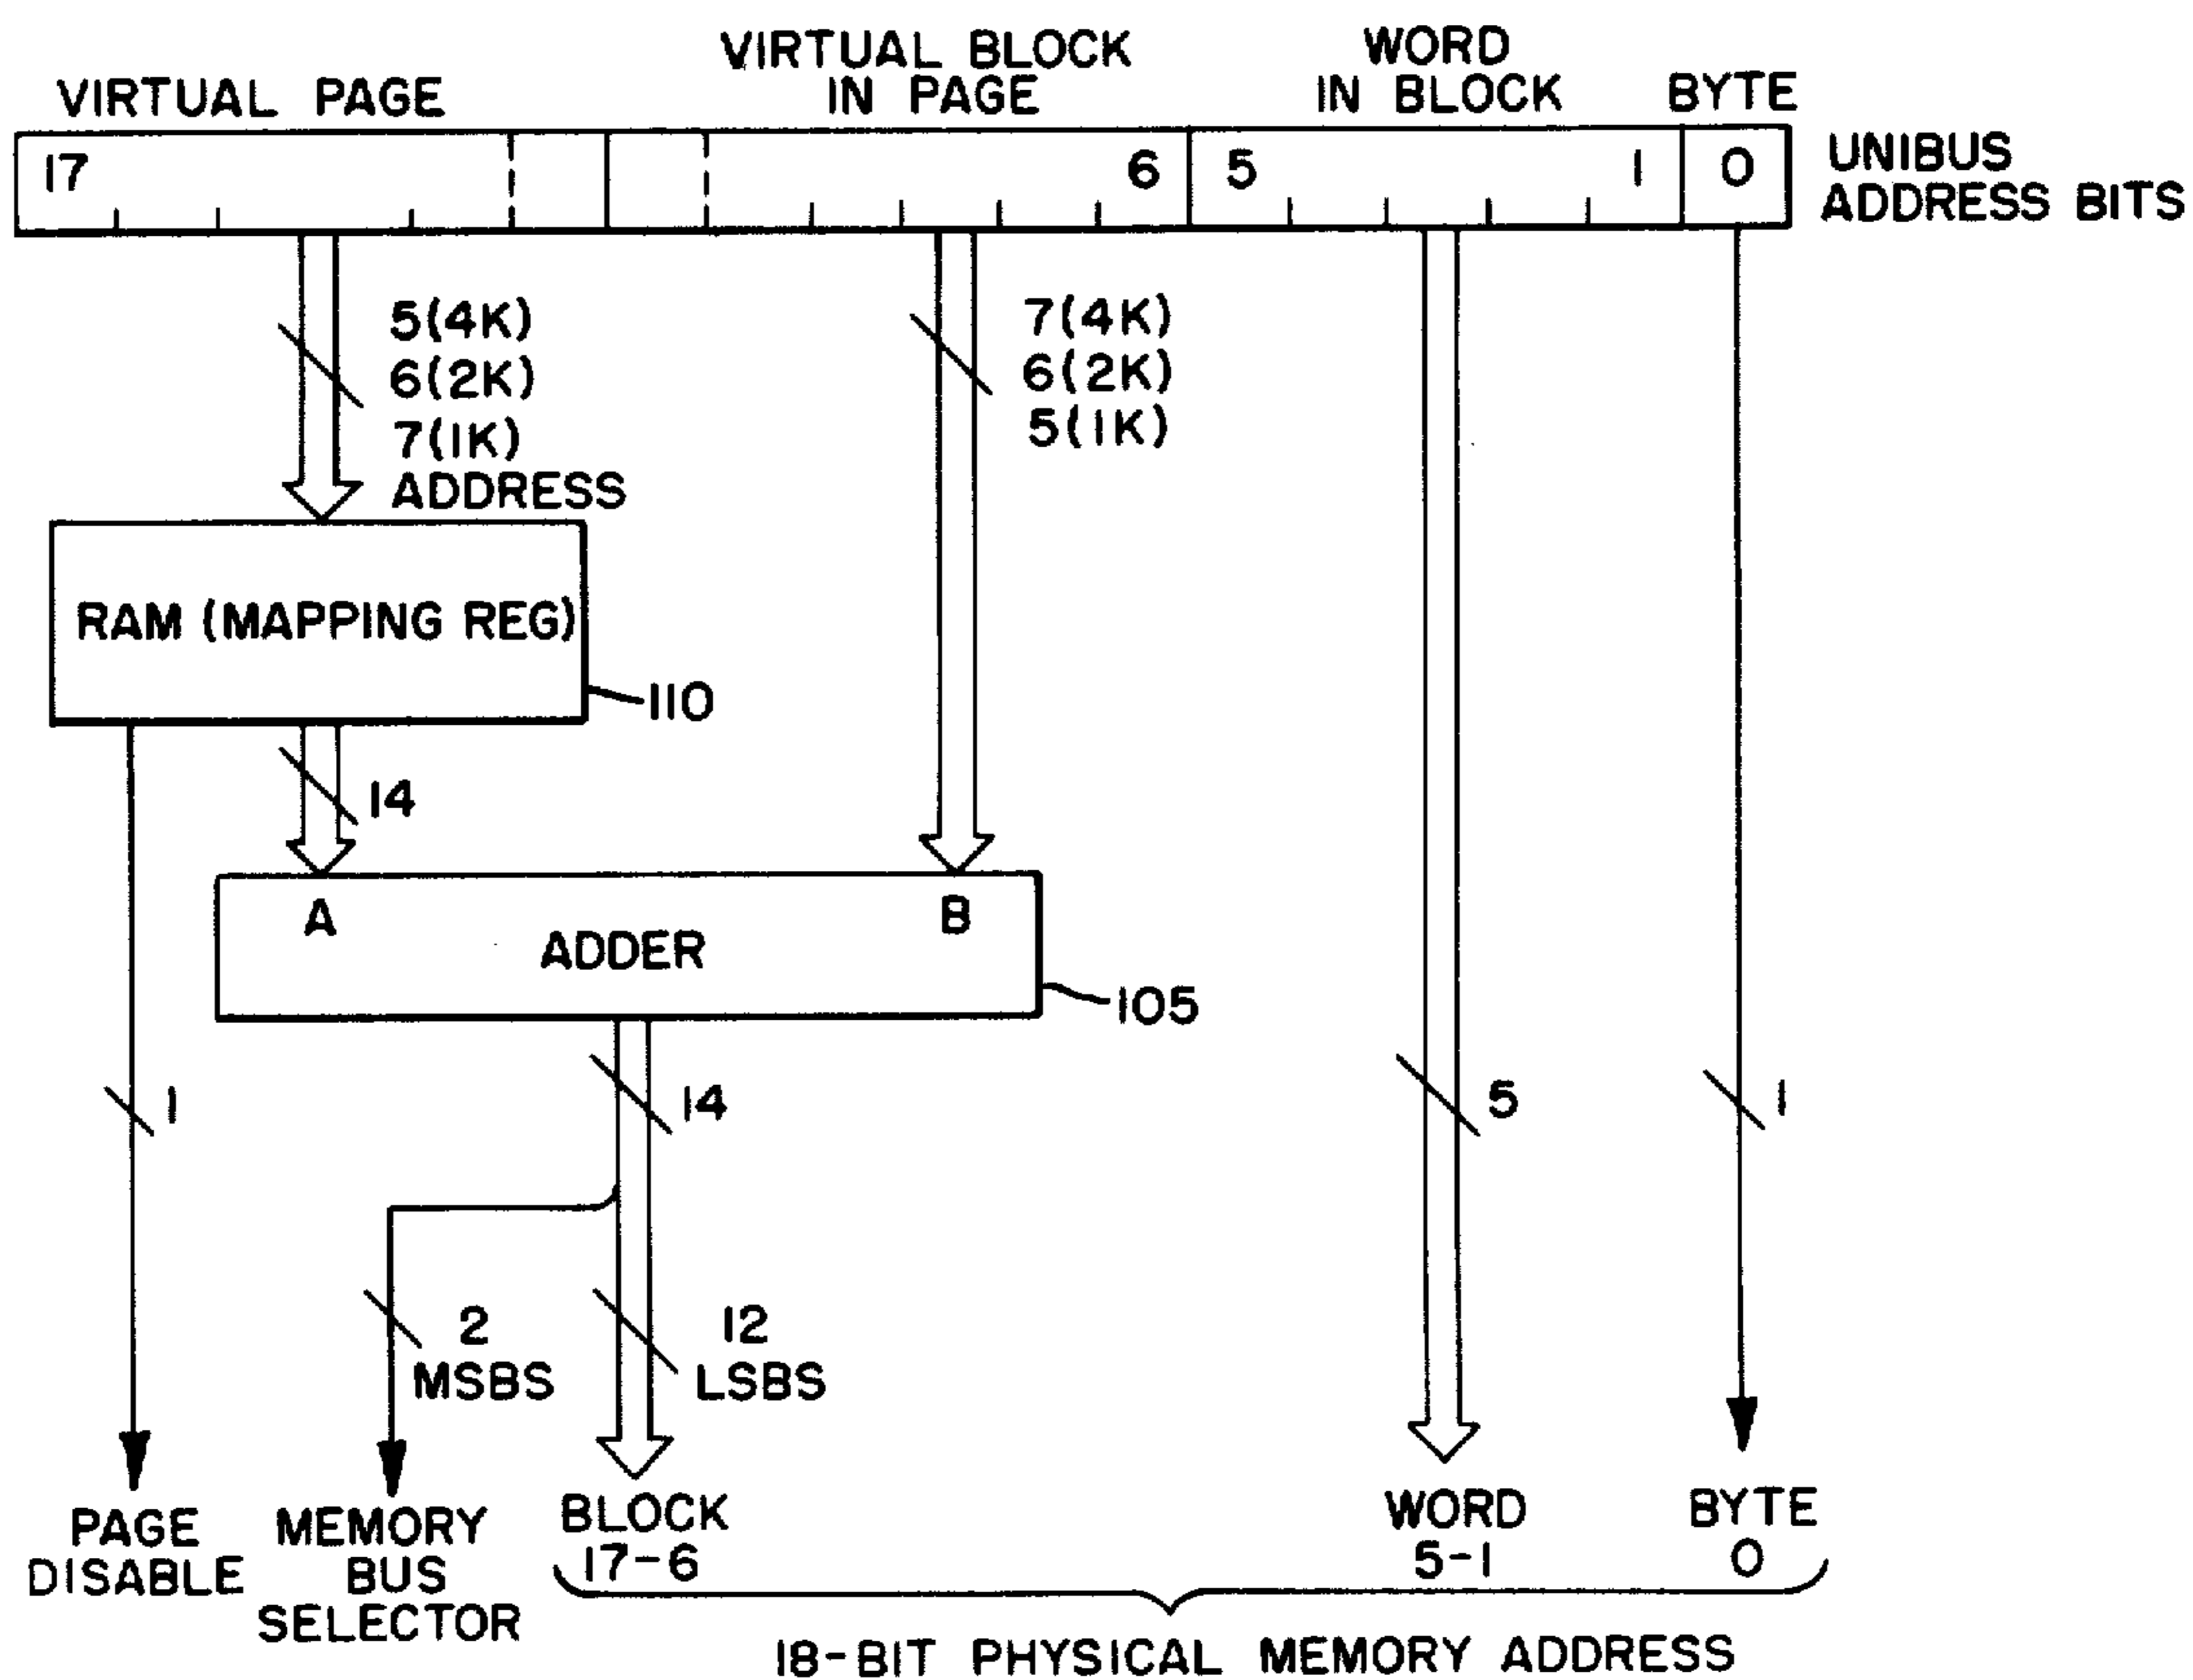 VIRTUAL PAGE
VIRTUAL BLOCK
IN PAGE
WORD
IN BLOCK
BYTE
17
6
5
1
0
UNIBUS
ADDRESS BITS
5(4K)
6(2K)
7(1K)
ADDRESS
7(4K)
6(2K)
5(1K)
RAM (MAPPING REG)
110
14
A
B
ADDER
105
1
14
5
1
2
MSBS
12
LSBS
PAGE
DISABLE
MEMORY
BUS
SELECTOR
BLOCK
17-6
WORD
5-1
BYTE
0
18-BIT PHYSICAL MEMORY ADDRESS